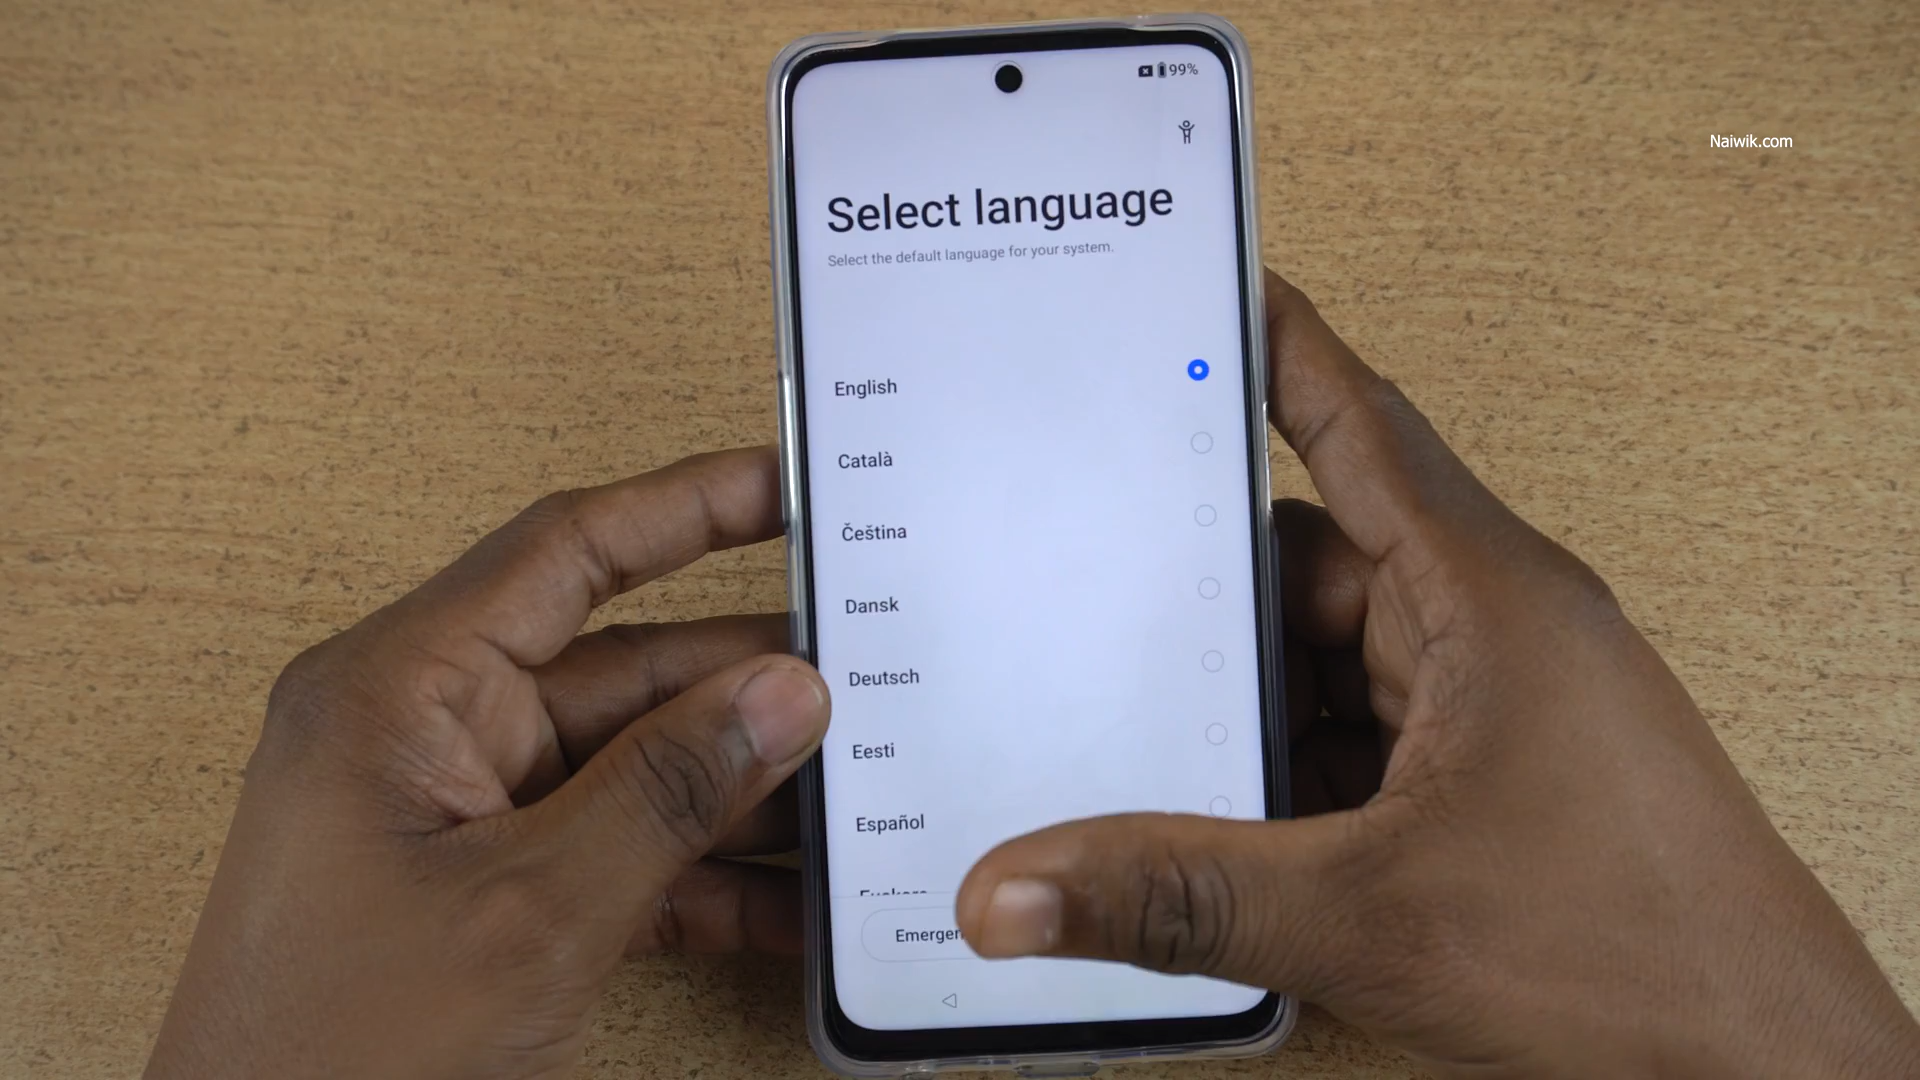 99%
Naiwik.com
Select language
Select the default language for your system.
English
Català
Čeština
Dansk
Deutsch
Eesti
Español